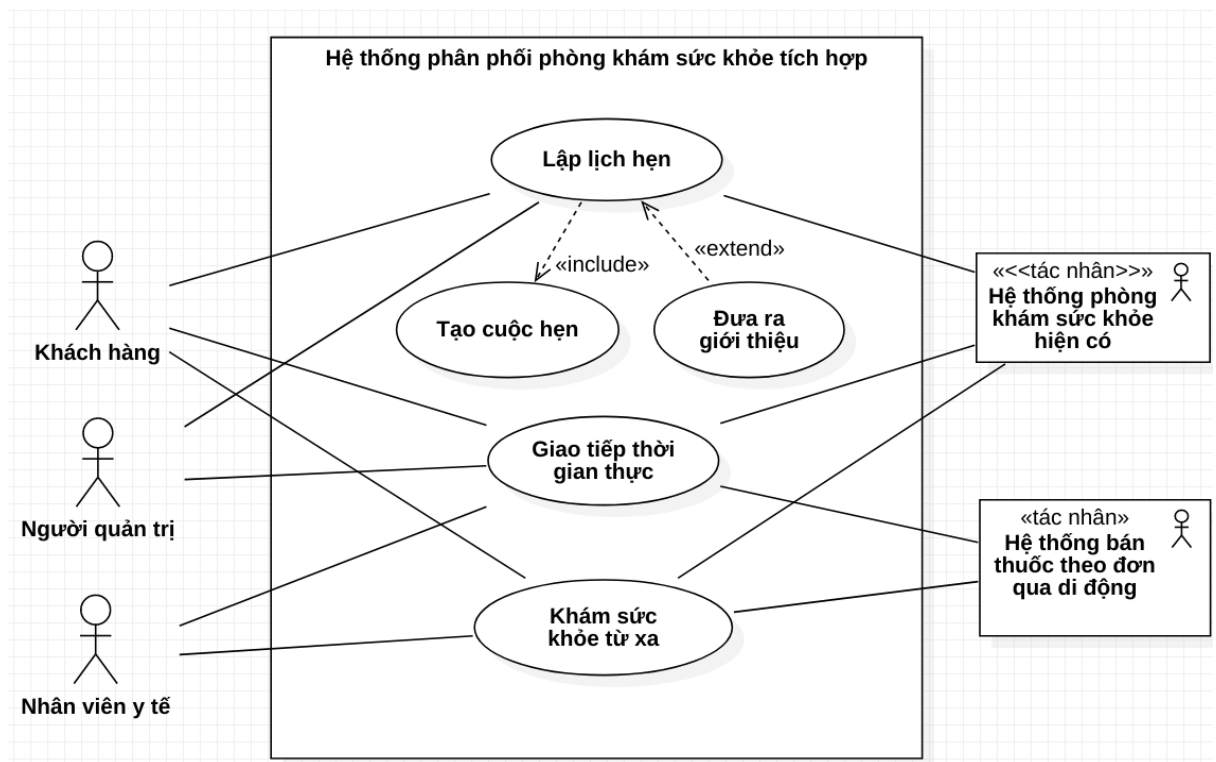 Hệ thống phân phối phòng khám sức khỏe tích hợp
Lập lịch hẹn
«include»
«extend»
Tạo cuộc hẹn
Đưa ra
giới thiệu
Khách hàng
«<<tác nhân>>»
Hệ thống phòng
khám sức khỏe
hiện có
Giao tiếp thời
gian thực
Người quản trị
«tác nhân»
Hệ thống bán
thuốc theo đơn
qua di động
Khám sức
khỏe từ xa
Nhân viên y tế